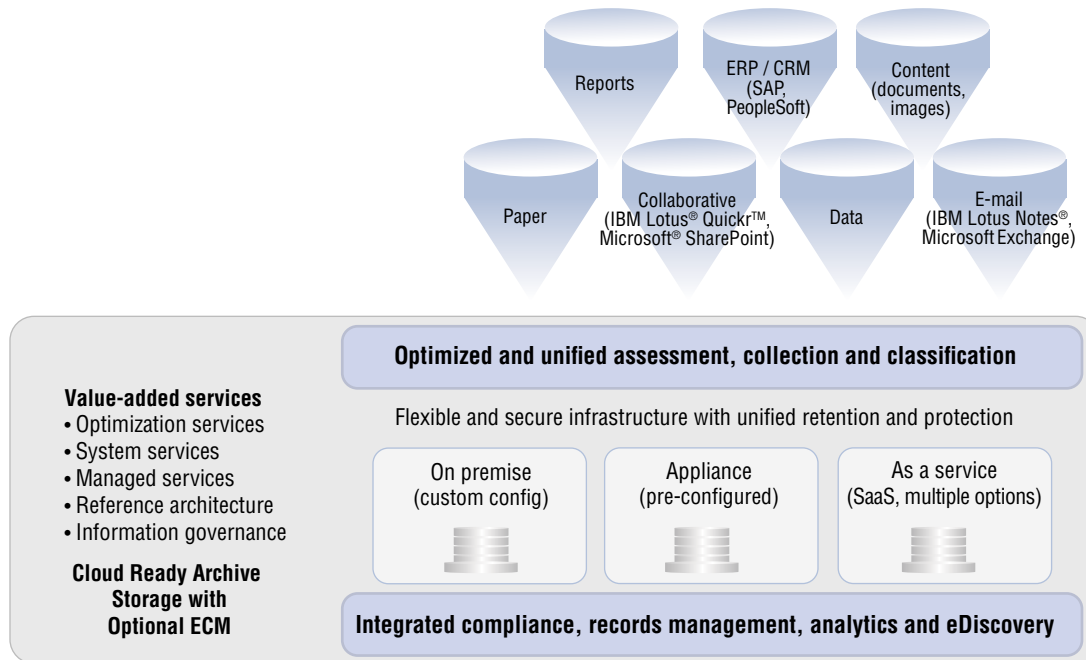 Reports
ERP / CRM
(SAP,
PeopleSoft)
Content
(documents,
images)
Paper
Collaborative
(IBM Lotus® Quickr™,
Microsoft® SharePoint)
Data
E-mail
(IBM Lotus Notes®,
Microsoft Exchange)
Optimized and unified assessment, collection and classification
Value-added services
• Optimization services
• System services
• Managed services
• Reference architecture
• Information governance
Cloud Ready Archive
Storage with
Optional ECM
Flexible and secure infrastructure with unified retention and protection
On premise
(custom config)
Appliance
(pre-configured)
As a service
(SaaS, multiple options)
Integrated compliance, records management, analytics and eDiscovery